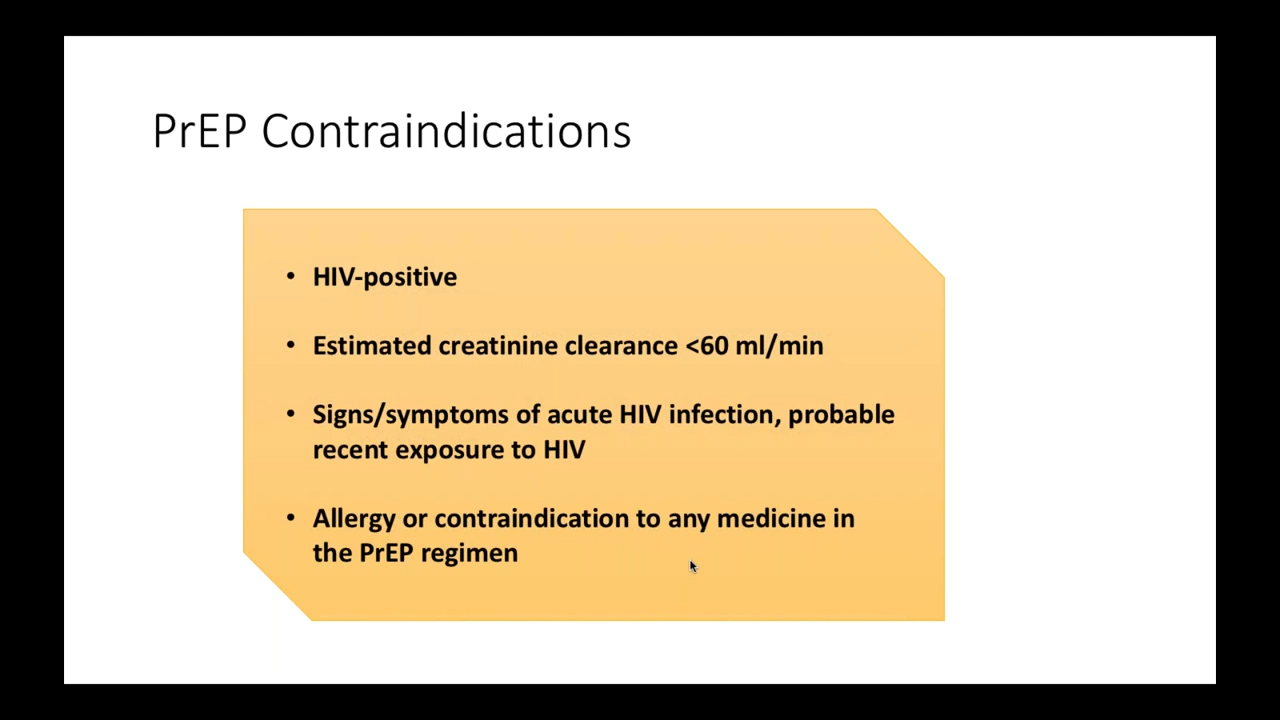 PrEP Contraindications
• HIV-positive
• Estimated creatinine clearance <60 ml/min
• Signs/symptoms of acute HIV infection, probable
recent exposure to HIV
• Allergy or contraindication to any medicine in
the PrEP regimen